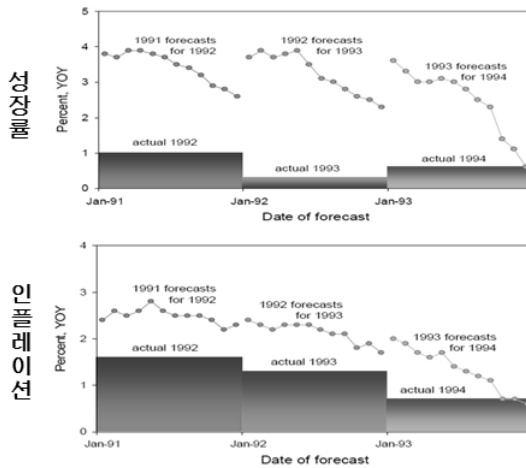 성장률
Percent, YOY
5
4
3
2
1
0
1991 forecasts
for 1992
1992 forecasts
for 1993
1993 forecasts
for 1994
actual 1992
actual 1993
actual 1994
Jan-91
Jan-92
Jan-93
Date of forecast
인플레이션
Percent, YOY
4
3
2
1
0
1991 forecasts
for 1992
1992 forecasts
for 1993
1993 forecasts
for 1994
actual 1992
actual 1993
actual 1994
Jan-91
Jan-92
Jan-93
Date of forecast